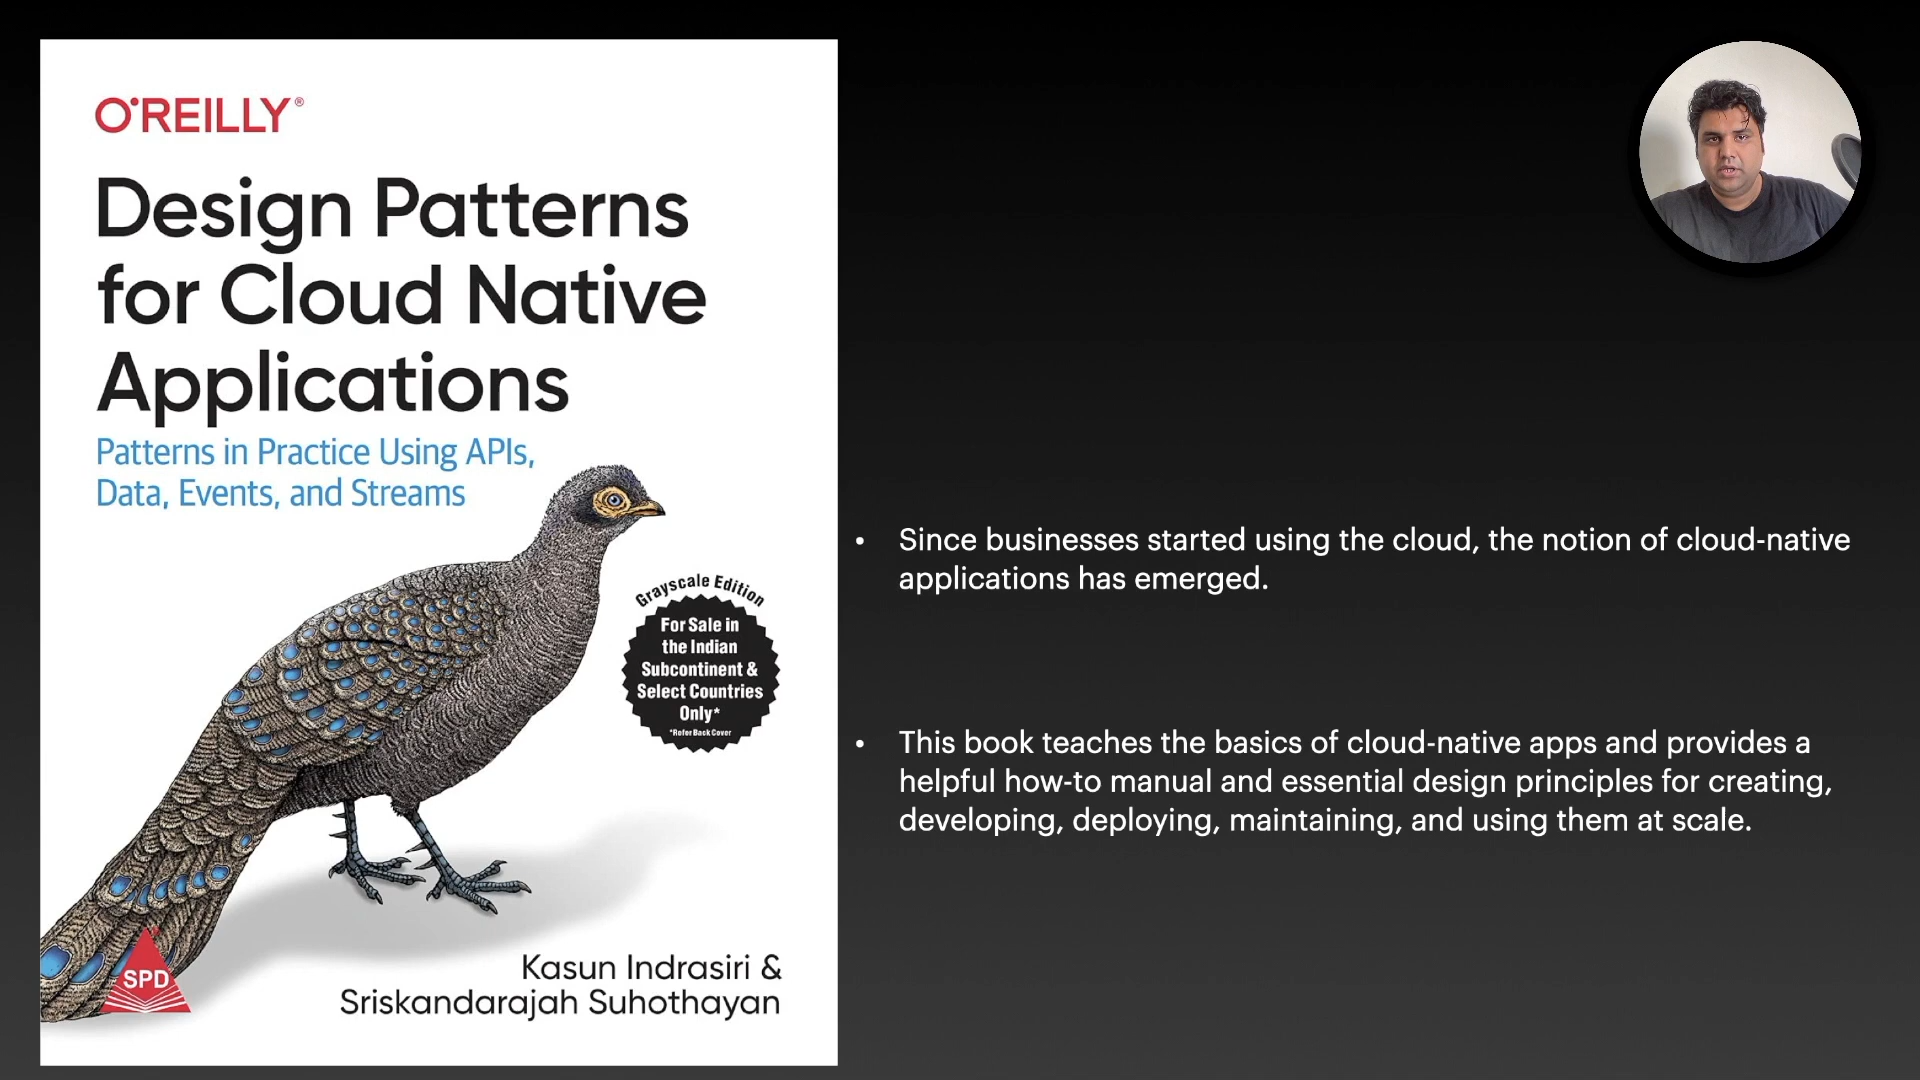 O'REILLY®
Design Patterns
for Cloud Native
Applications
Patterns in Practice Using APIs,
Data, Events, and Streams
Grayscale Edition
For Sale in
the Indian
Subcontinent &
Select Countries
Only*
*Refer Back Cover
SPD
Kasun Indrasiri &
Sriskandarajah Suhothayan
• Since businesses started using the cloud, the notion of cloud-native
applications has emerged.
• This book teaches the basics of cloud-native apps and provides a
helpful how-to manual and essential design principles for creating,
developing, deploying, maintaining, and using them at scale.